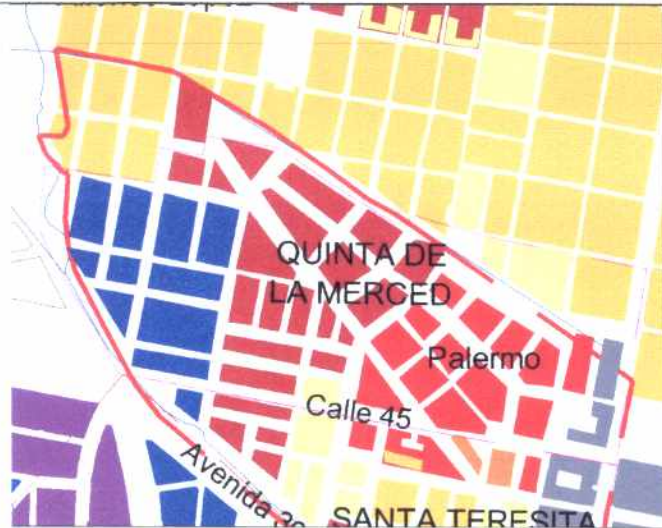 QUINTA DE
LA MERCED
Palermo
Calle 45
Avenida
SANTA TERESITA